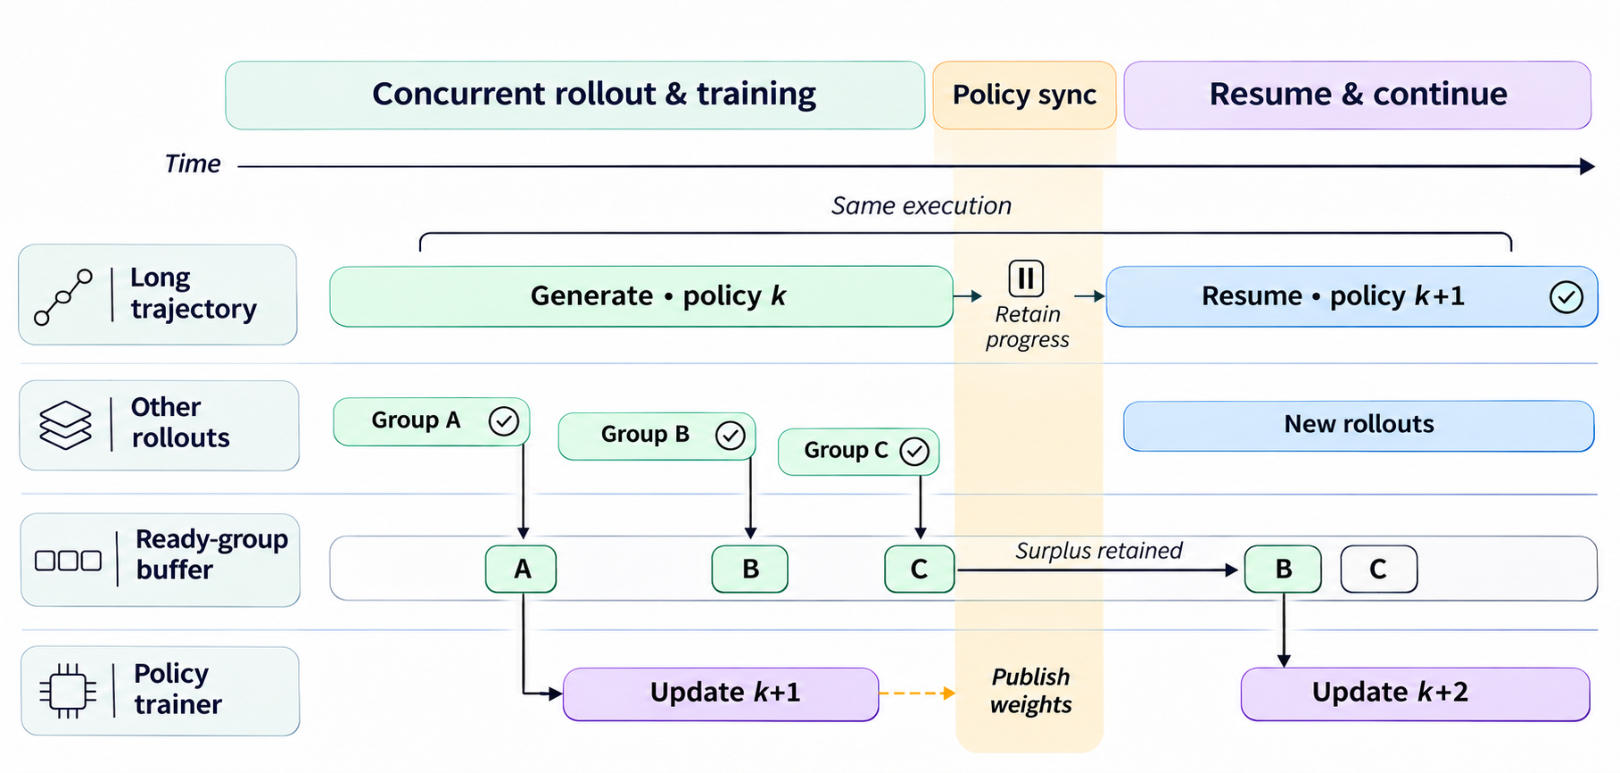 Concurrent rollout & training
Policy sync
Resume & continue
Time
Same execution
Long
trajectory
Generate • policy k
Retain
progress
Resume • policy k+1
Other
rollouts
Group A
Group B
Group C
New rollouts
Ready-group
buffer
A
B
C
Surplus retained
B
C
Policy
trainer
Update k+1
Publish
weights
Update k+2